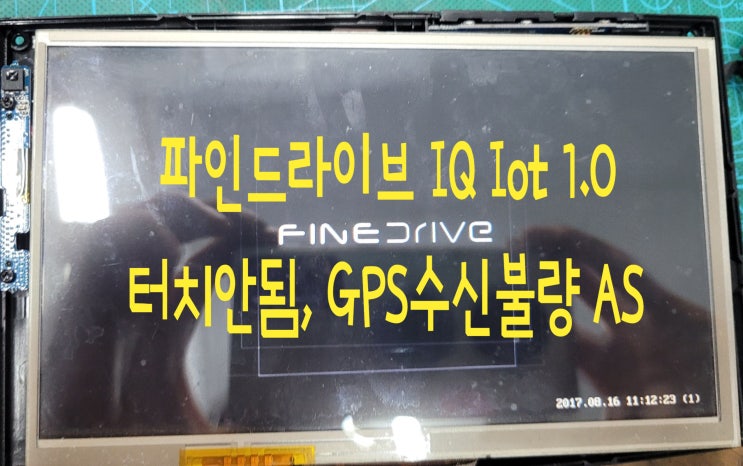 파인드라이브 IQ Iot 1.0
FINEDrive
터치안됨, GPS수신불량 AS
2017.08.16 11:12:23 (1)